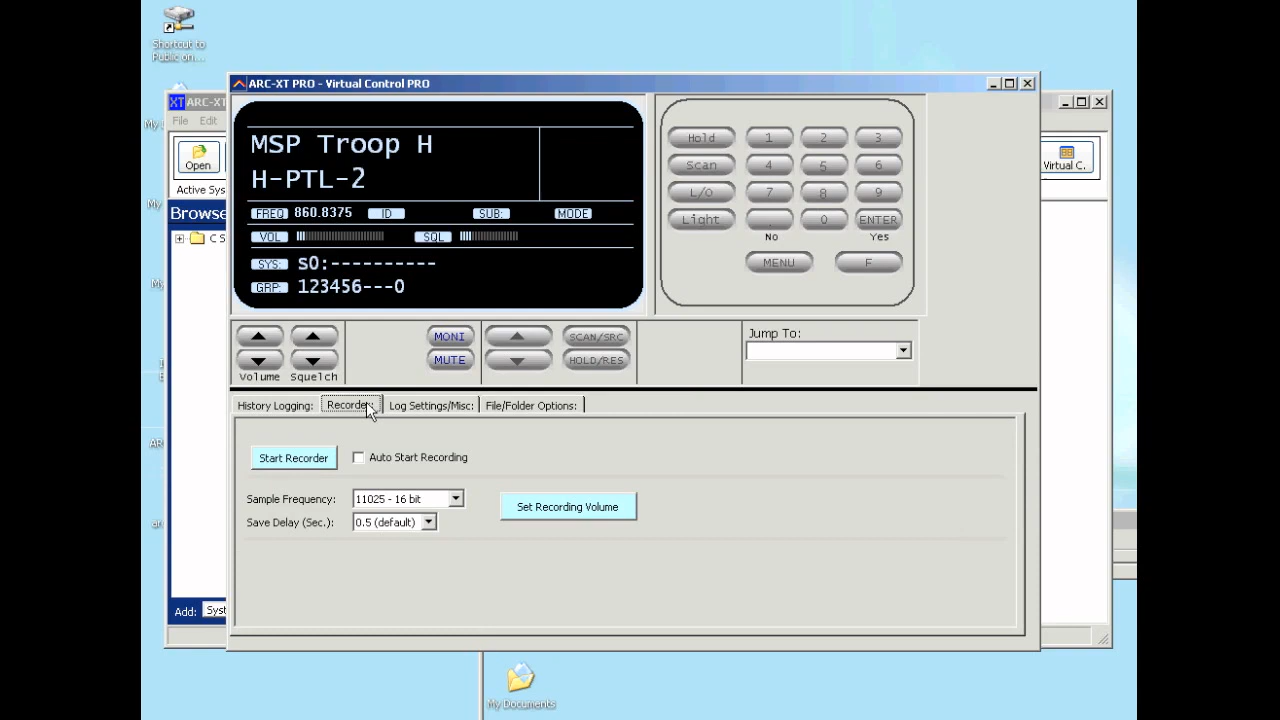 Shortcut to
Public on...
ARC-XT PRO - Virtual Control PRO
XT ARC-XT
File Edit
Open
Virtual C.
Active Sys
Browse
C S
Add: Syst
MSP Troop H
H-PTL-2
FREQ 860.8375 ID SUB: MODE
VOL SQL
SYS: S0:----------
GRP: 123456---0
Hold 1 2 3
Scan 4 5 6
L/O 7 8 9
Light . 0 ENTER
No Yes
MENU F
MONI SCAN/SRC
MUTE HOLD/RES
Volume Squelch
Jump To:
History Logging: Recorder: Log Settings/Misc: File/Folder Options:
Start Recorder Auto Start Recording
Sample Frequency: 11025 - 16 bit Set Recording Volume
Save Delay (Sec.): 0.5 (default)
My Documents